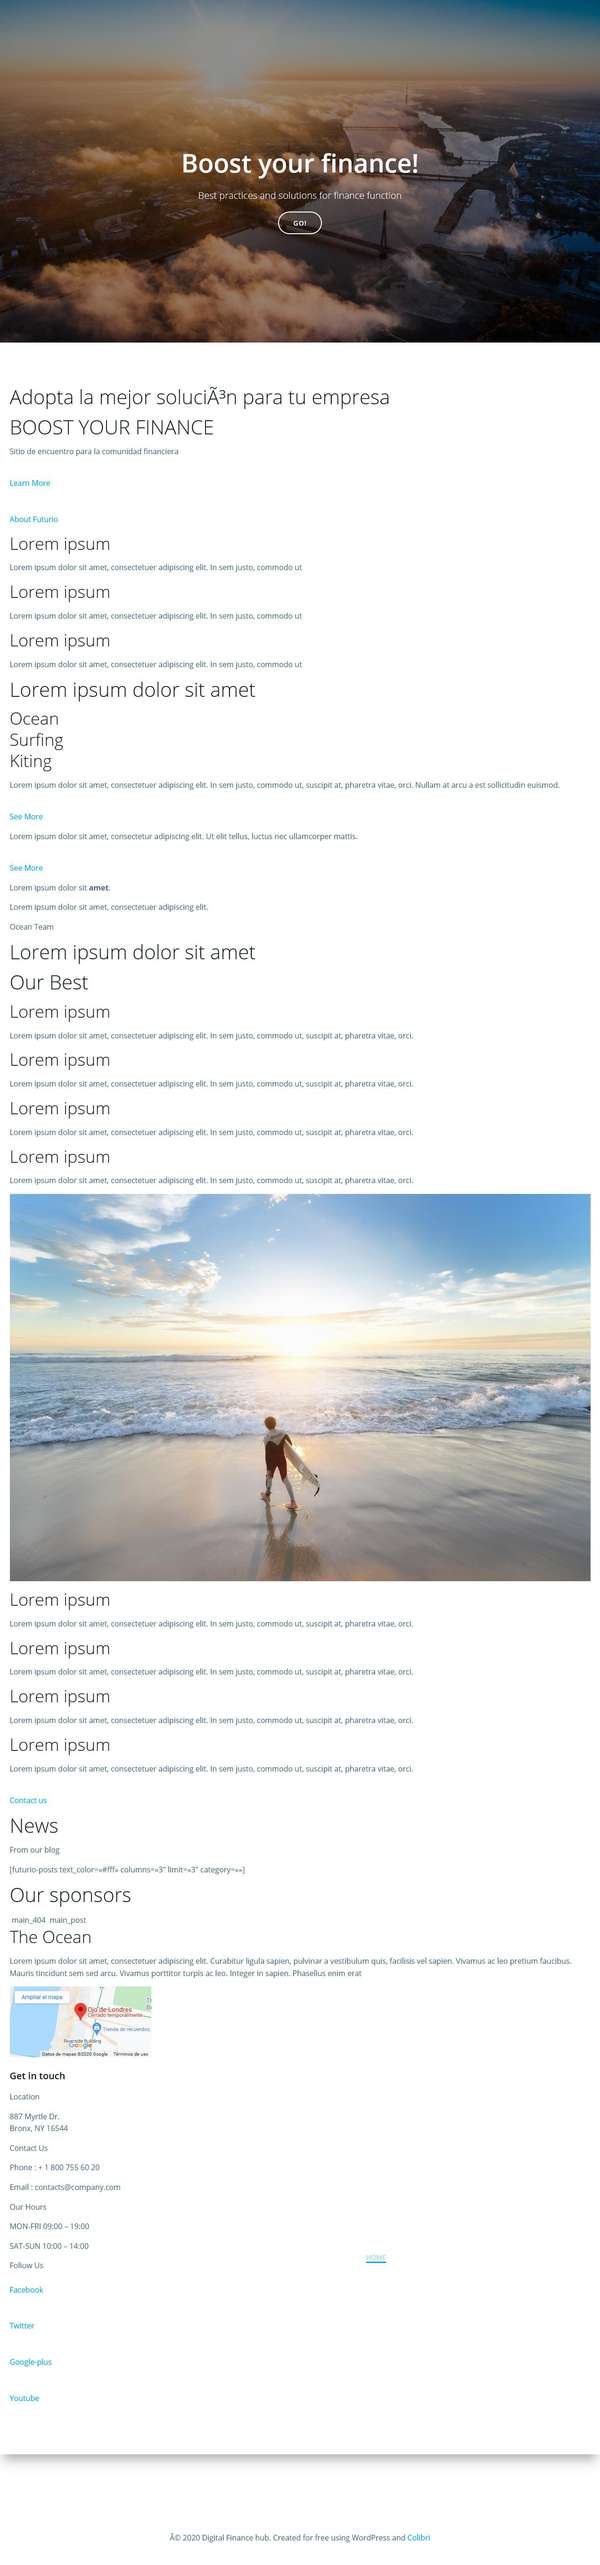 Boost your finance!
Best practices and solutions for finance function
GO!
Adopta la mejor soluciÃ³n para tu empresa
BOOST YOUR FINANCE
Sitio de encuentro para la comunidad financiera
Learn More
About Futurio
Lorem ipsum
Lorem ipsum dolor sit amet, consectetuer adipiscing elit. In sem justo, commodo ut
Lorem ipsum
Lorem ipsum dolor sit amet, consectetuer adipiscing elit. In sem justo, commodo ut
Lorem ipsum
Lorem ipsum dolor sit amet, consectetuer adipiscing elit. In sem justo, commodo ut
Lorem ipsum dolor sit amet
Ocean
Surfing
Kiting
Lorem ipsum dolor sit amet, consectetuer adipiscing elit. In sem justo, commodo ut, suscipit at, pharetra vitae, orci. Nullam at arcu a est sollicitudin euismod.
See More
Lorem ipsum dolor sit amet, consectetur adipiscing elit. Ut elit tellus, luctus nec ullamcorper mattis.
See More
Lorem ipsum dolor sit amet.
Lorem ipsum dolor sit amet, consectetuer adipiscing elit.
Ocean Team
Lorem ipsum dolor sit amet
Our Best
Lorem ipsum
Lorem ipsum dolor sit amet, consectetuer adipiscing elit. In sem justo, commodo ut, suscipit at, pharetra vitae, orci.
Lorem ipsum
Lorem ipsum dolor sit amet, consectetuer adipiscing elit. In sem justo, commodo ut, suscipit at, pharetra vitae, orci.
Lorem ipsum
Lorem ipsum dolor sit amet, consectetuer adipiscing elit. In sem justo, commodo ut, suscipit at, pharetra vitae, orci.
Lorem ipsum
Lorem ipsum dolor sit amet, consectetuer adipiscing elit. In sem justo, commodo ut, suscipit at, pharetra vitae, orci.
Lorem ipsum
Lorem ipsum dolor sit amet, consectetuer adipiscing elit. In sem justo, commodo ut, suscipit at, pharetra vitae, orci.
Lorem ipsum
Lorem ipsum dolor sit amet, consectetuer adipiscing elit. In sem justo, commodo ut, suscipit at, pharetra vitae, orci.
Lorem ipsum
Lorem ipsum dolor sit amet, consectetuer adipiscing elit. In sem justo, commodo ut, suscipit at, pharetra vitae, orci.
Lorem ipsum
Lorem ipsum dolor sit amet, consectetuer adipiscing elit. In sem justo, commodo ut, suscipit at, pharetra vitae, orci.
Contact us
News
From our blog
[futurio-posts text_color=»#fff» columns=»3" limit=»3" category=»»]
Our sponsors
main_404 main_post
The Ocean
Lorem ipsum dolor sit amet, consectetuer adipiscing elit. Curabitur ligula sapien, pulvinar a vestibulum quis, facilisis vel sapien. Vivamus ac leo pretium faucibus.
Mauris tincidunt sem sed arcu. Vivamus porttitor turpis ac leo. Integer in sapien. Phasellus enim erat
Ampliar el mapa
Ojo de Londres
Cerrado temporalmente
Tienda de recuerdos
Riverside Building
Google
Datos de mapas ©2020 Google Términos de uso
Get in touch
Location
887 Myrtle Dr.
Bronx, NY 16544
Contact Us
Phone : + 1 800 755 60 20
Email : contacts@company.com
Our Hours
MON-FRI 09:00 – 19:00
SAT-SUN 10:00 – 14:00
HOME
Folluw Us
Facebook
Twitter
Google-plus
Youtube
Â© 2020 Digital Finance hub. Created for free using WordPress and Colibri